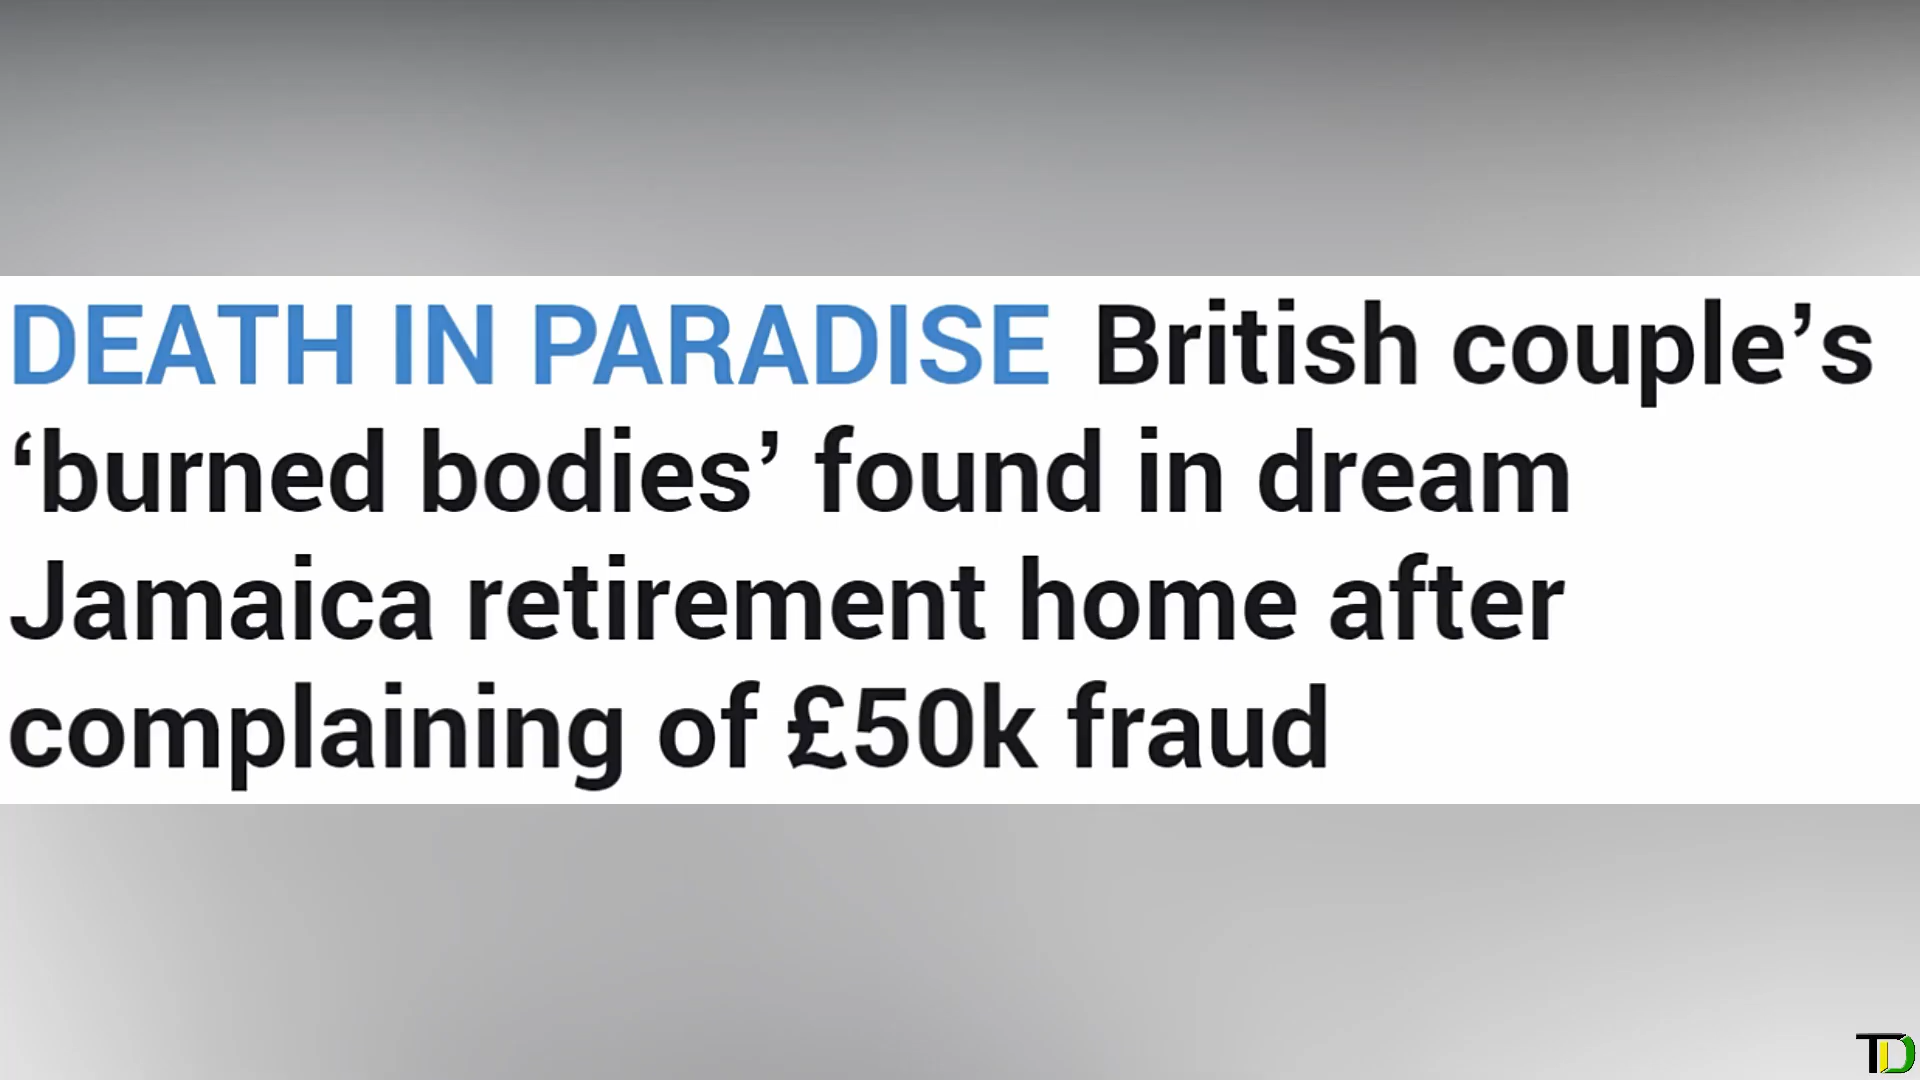 DEATH IN PARADISE British couple’s
‘burned bodies’ found in dream
Jamaica retirement home after
complaining of £50k fraud
TD